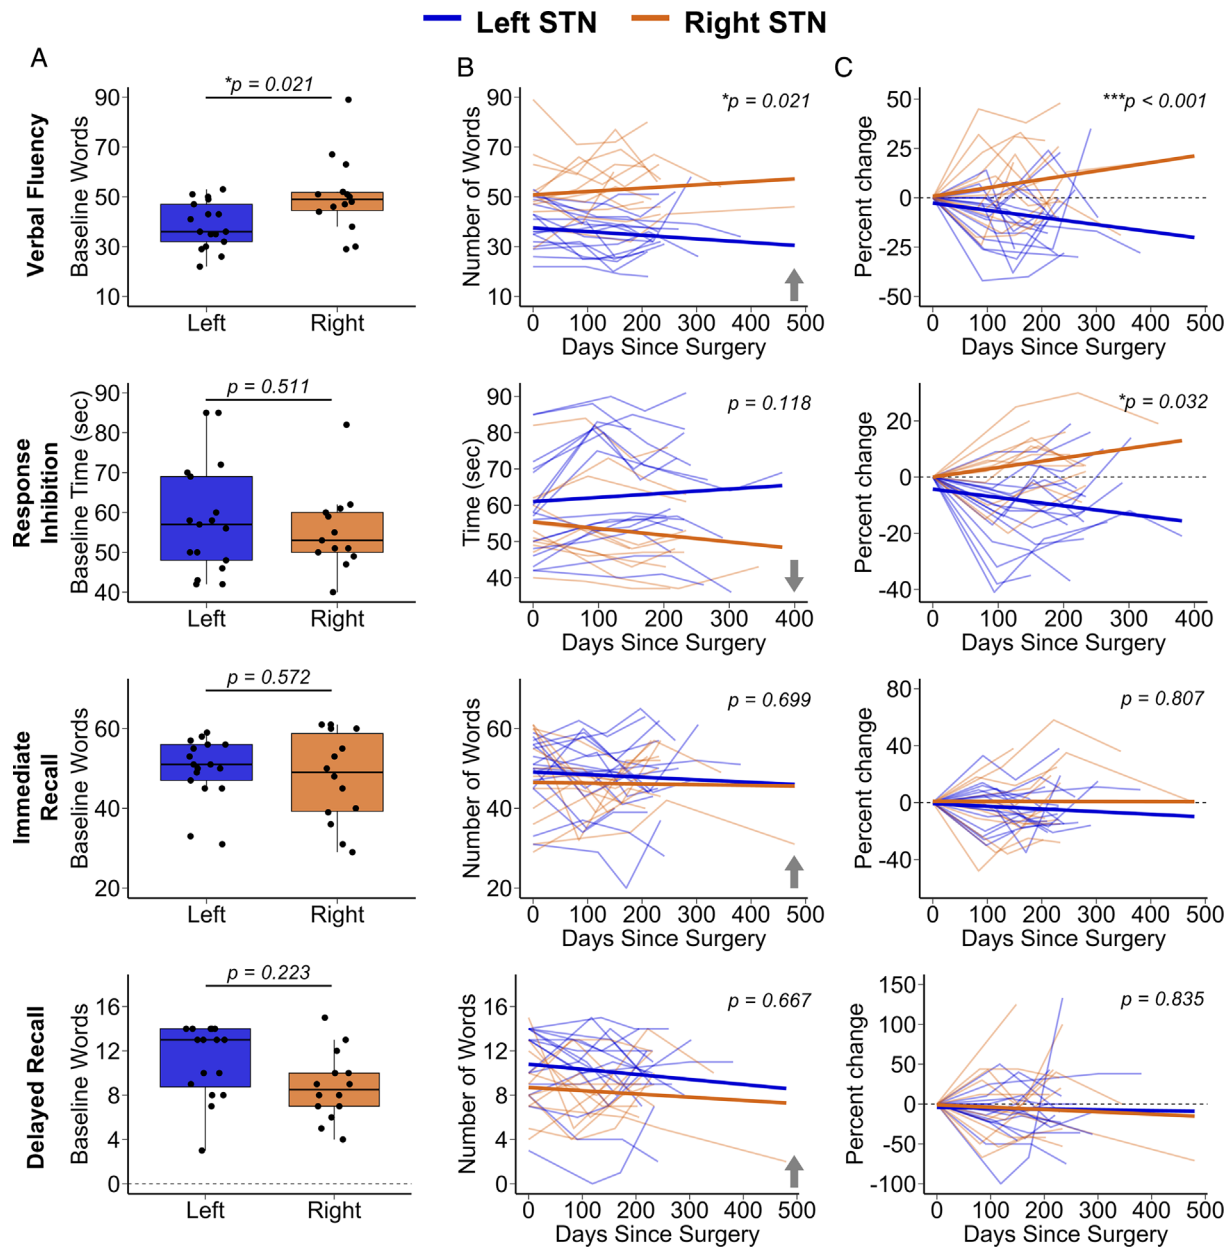 Left STN Right STN
A
B
C
Verbal Fluency
Baseline Words
90
70
50
30
10
*p = 0.021
Left Right
Number of Words
90
70
50
30
10
*p = 0.021
0 100 200 300 400 500
Days Since Surgery
Percent change
50
25
0
-25
-50
***p < 0.001
0 100 200 300 400 500
Days Since Surgery
Response
Inhibition
Baseline Time (sec)
90
80
70
60
50
40
p = 0.511
Left Right
Time (sec)
90
80
70
60
50
40
p = 0.118
0 100 200 300 400
Days Since Surgery
Percent change
20
0
-20
-40
*p = 0.032
0 100 200 300 400
Days Since Surgery
Immediate
Recall
Baseline Words
60
40
20
p = 0.572
Left Right
Number of Words
60
40
20
p = 0.699
0 100 200 300 400 500
Days Since Surgery
Percent change
80
40
0
-40
p = 0.807
0 100 200 300 400 500
Days Since Surgery
Delayed Recall
Baseline Words
16
12
8
4
0
p = 0.223
Left Right
Number of Words
16
12
8
4
0
p = 0.667
0 100 200 300 400 500
Days Since Surgery
Percent change
150
100
50
0
-50
-100
p = 0.835
0 100 200 300 400 500
Days Since Surgery